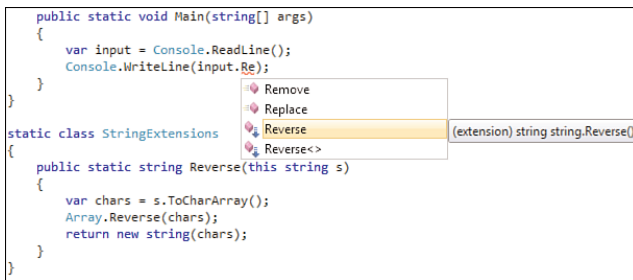 public static void Main(string[] args)
{
var input = Console.ReadLine();
Console.WriteLine(input.Re);
}
}
Remove
Replace
Reverse
Reverse<>
(extension) string string.Reverse()
static class StringExtensions
{
public static string Reverse(this string s)
{
var chars = s.ToCharArray();
Array.Reverse(chars);
return new string(chars);
}
}